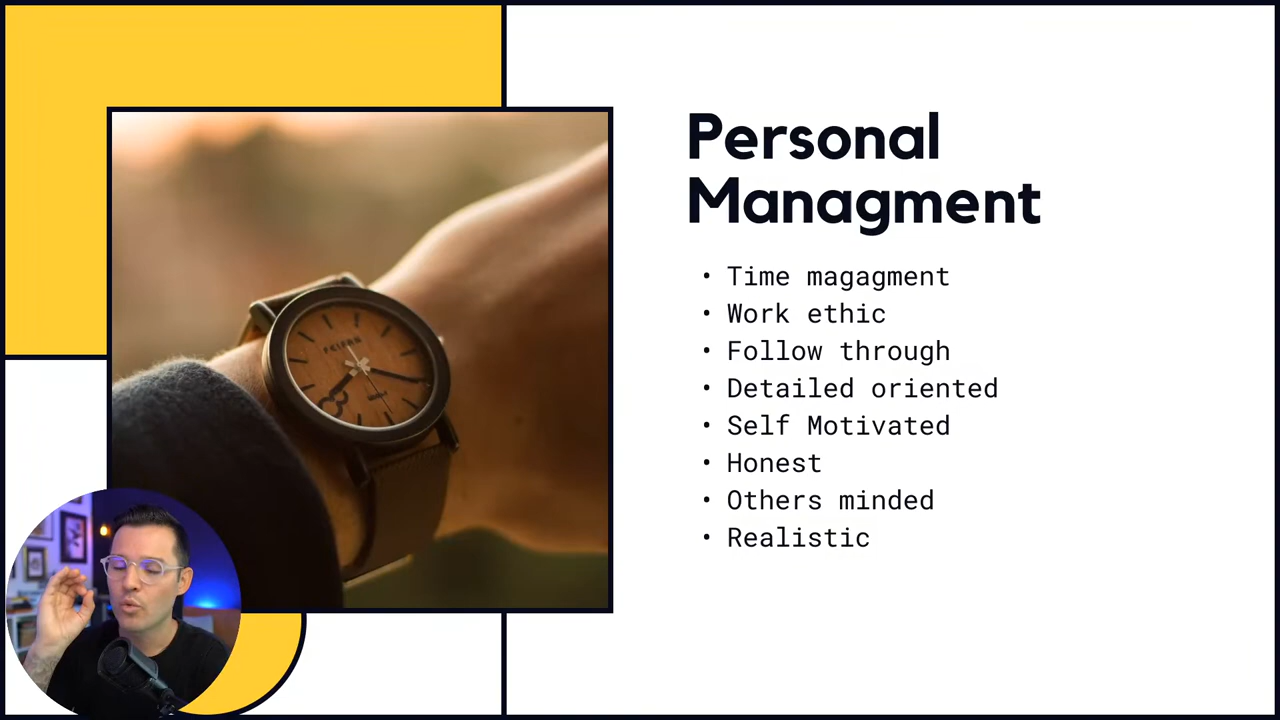 Personal
Managment
• Time magagment
• Work ethic
• Follow through
• Detailed oriented
• Self Motivated
• Honest
• Others minded
• Realistic